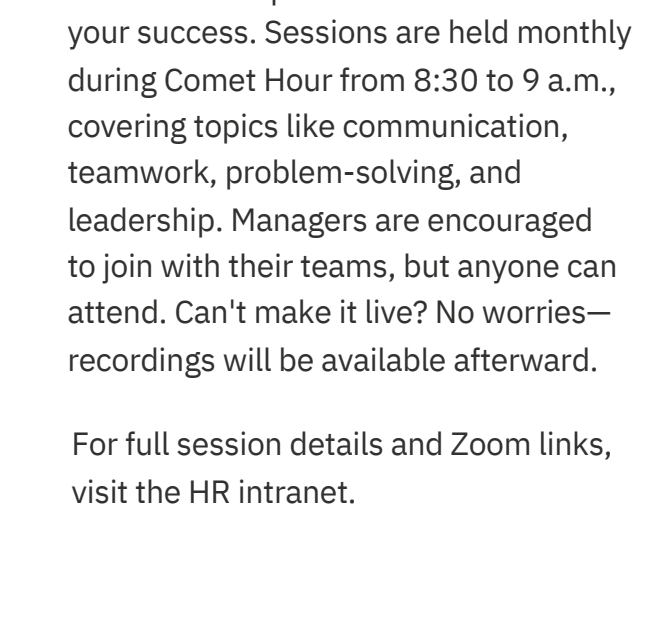 your success. Sessions are held monthly
during Comet Hour from 8:30 to 9 a.m.,
covering topics like communication,
teamwork, problem-solving, and
leadership. Managers are encouraged
to join with their teams, but anyone can
attend. Can't make it live? No worries—
recordings will be available afterward.
For full session details and Zoom links,
visit the HR intranet.